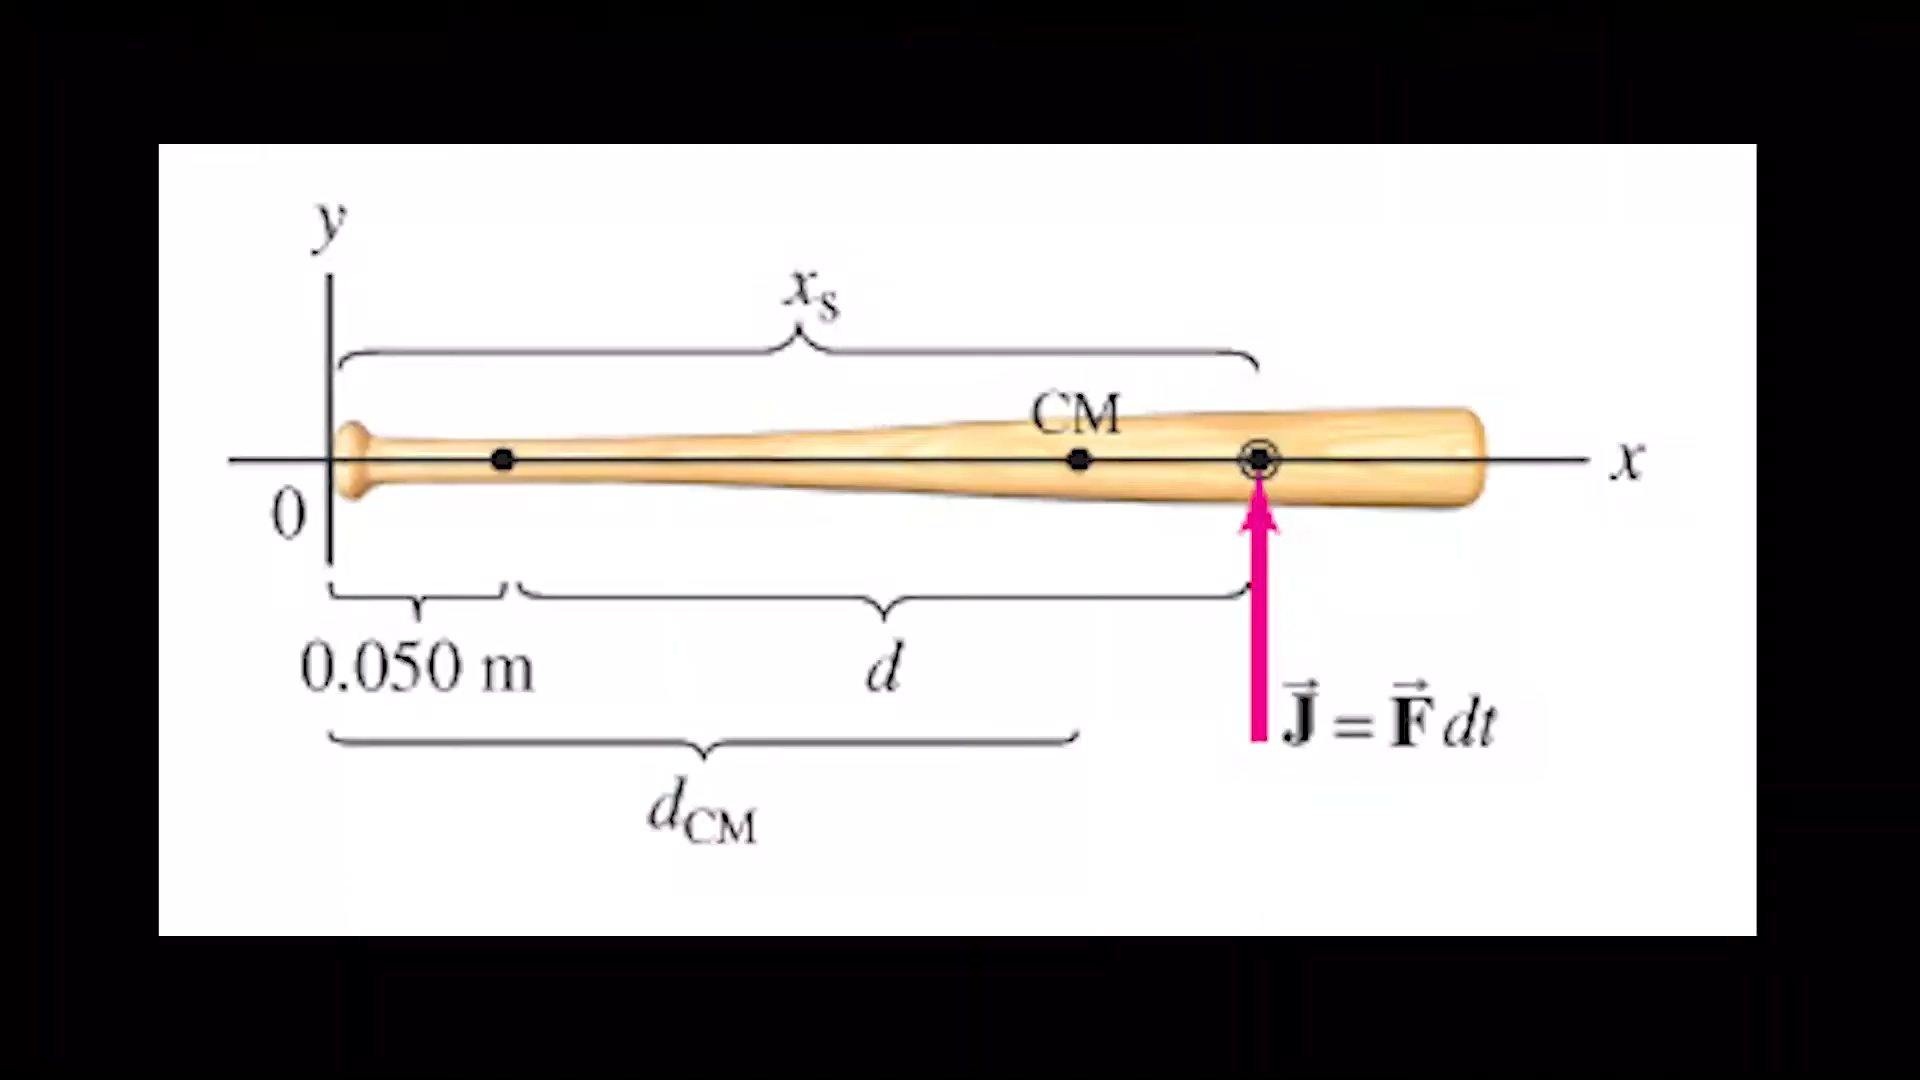 y
x_S
CM
x
0
0.050 m
d
J⃗ = F⃗ dt
d_CM